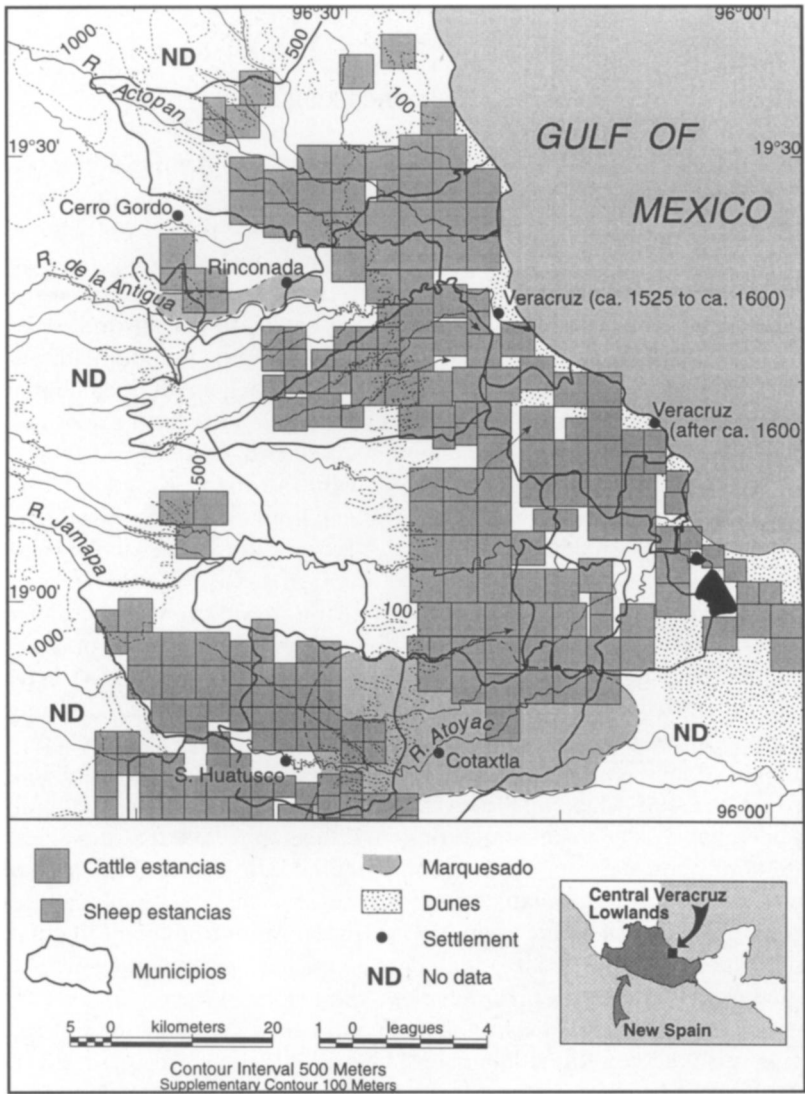 96°30'
96°00'
1000
ND
500
R. Actopan
100
GULF OF
MEXICO
19°30'
19°30'
Cerro Gordo
Rinconada
R. de la Antigua
Veracruz (ca. 1525 to ca. 1600)
ND
Veracruz
(after ca. 1600
500
R. Jamapa
19°00'
100
1000
ND
R. Atoyac
ND
S. Huatusco
Cotaxtla
96°00'
Cattle estancias
Sheep estancias
Municipios
Marquesado
Dunes
Settlement
ND No data
5 0 kilometers 20
1 0 leagues 4
Contour Interval 500 Meters
Supplementary Contour 100 Meters
Central Veracruz
Lowlands
New Spain